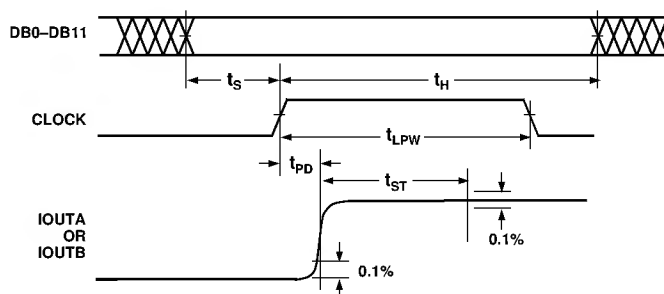 DB0–DB11
tS
tH
CLOCK
tLPW
tPD
tST
IOUTA
OR
IOUTB
0.1%
0.1%